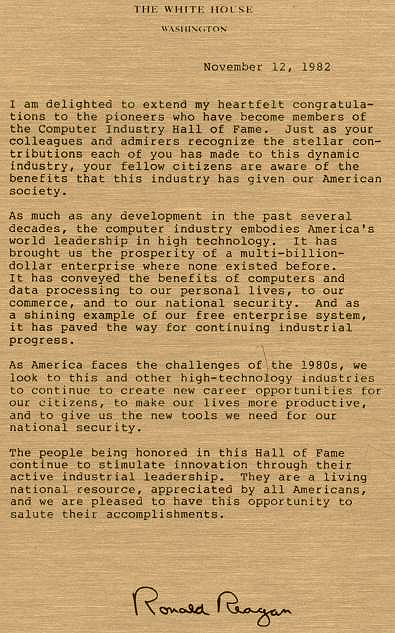 THE WHITE HOUSE
WASHINGTON
November 12, 1982
I am delighted to extend my heartfelt congratula-
tions to the pioneers who have become members of
the Computer Industry Hall of Fame.  Just as your
colleagues and admirers recognize the stellar con-
tributions each of you has made to this dynamic
industry, your fellow citizens are aware of the
benefits that this industry has given our American
society.
As much as any development in the past several
decades, the computer industry embodies America's
world leadership in high technology.  It has
brought us the prosperity of a multi-billion-
dollar enterprise where none existed before.
It has conveyed the benefits of computers and
data processing to our personal lives, to our
commerce, and to our national security.  And as
a shining example of our free enterprise system,
it has paved the way for continuing industrial
progress.
As America faces the challenges of the 1980s, we
look to this and other high-technology industries
to continue to create new career opportunities for
our citizens, to make our lives more productive,
and to give us the new tools we need for our
national security.
The people being honored in this Hall of Fame
continue to stimulate innovation through their
active industrial leadership.  They are a living
national resource, appreciated by all Americans,
and we are pleased to have this opportunity to
salute their accomplishments.
Ronald Reagan